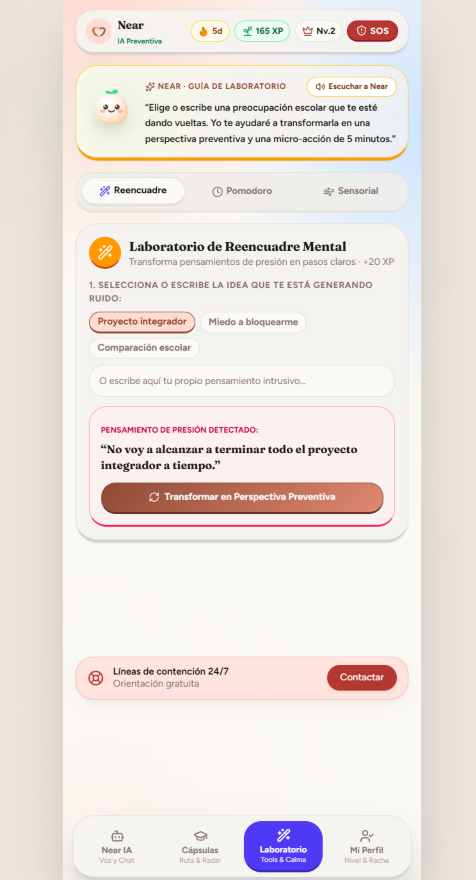 Near
IA Preventiva
5d
165 XP
Nv.2
SOS
NEAR · GUÍA DE LABORATORIO
Escuchar a Near
“Elige o escribe una preocupación escolar que te esté
dando vueltas. Yo te ayudaré a transformarla en una
perspectiva preventiva y una micro-acción de 5 minutos.”
Reencuadre
Pomodoro
Sensorial
Laboratorio de Reencuadre Mental
Transforma pensamientos de presión en pasos claros · +20 XP
1. SELECCIONA O ESCRIBE LA IDEA QUE TE ESTÁ GENERANDO
RUIDO:
Proyecto integrador
Miedo a bloquearme
Comparación escolar
O escribe aquí tu propio pensamiento intrusivo...
PENSAMIENTO DE PRESIÓN DETECTADO:
“No voy a alcanzar a terminar todo el proyecto
integrador a tiempo.”
Transformar en Perspectiva Preventiva
Líneas de contención 24/7
Orientación gratuita
Contactar
Near IA
Voz y Chat
Cápsulas
Ruta & Radar
Laboratorio
Tools & Calma
Mi Perfil
Nivel & Racha